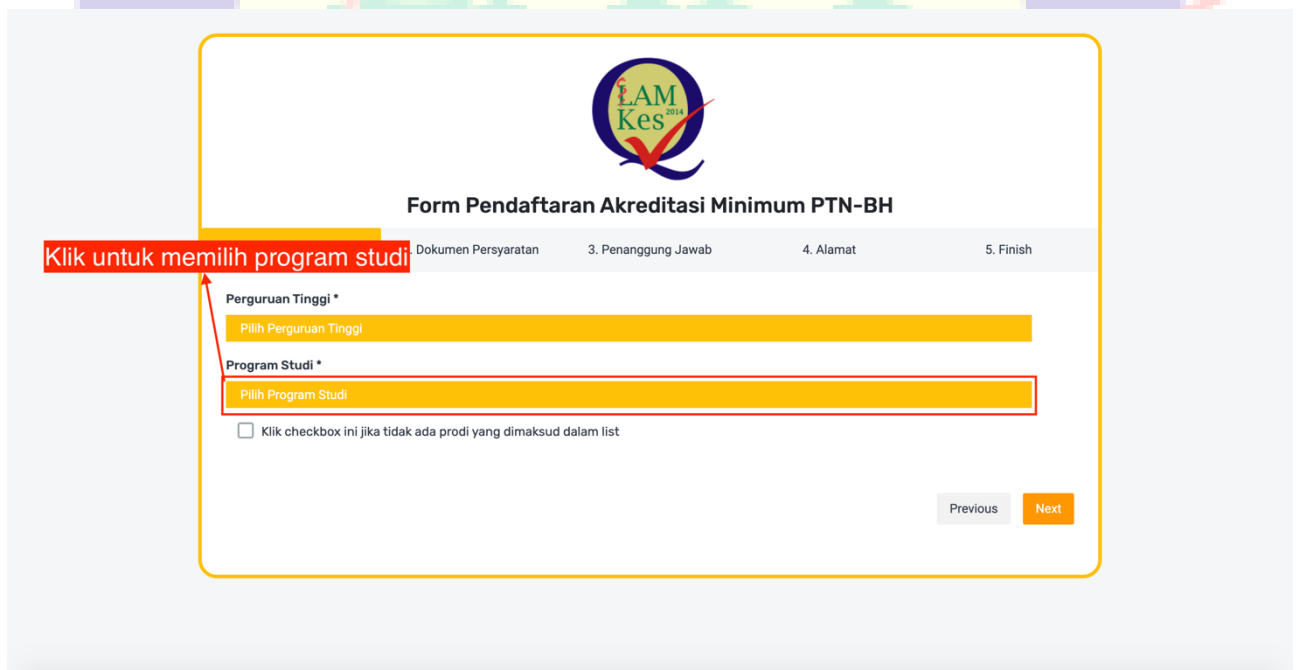 LAM
Kes 2014
Form Pendaftaran Akreditasi Minimum PTN-BH
Klik untuk memilih program studi
. Dokumen Persyaratan
3. Penanggung Jawab
4. Alamat
5. Finish
Perguruan Tinggi *
Pilih Perguruan Tinggi
Program Studi *
Pilih Program Studi
Klik checkbox ini jika tidak ada prodi yang dimaksud dalam list
Previous
Next